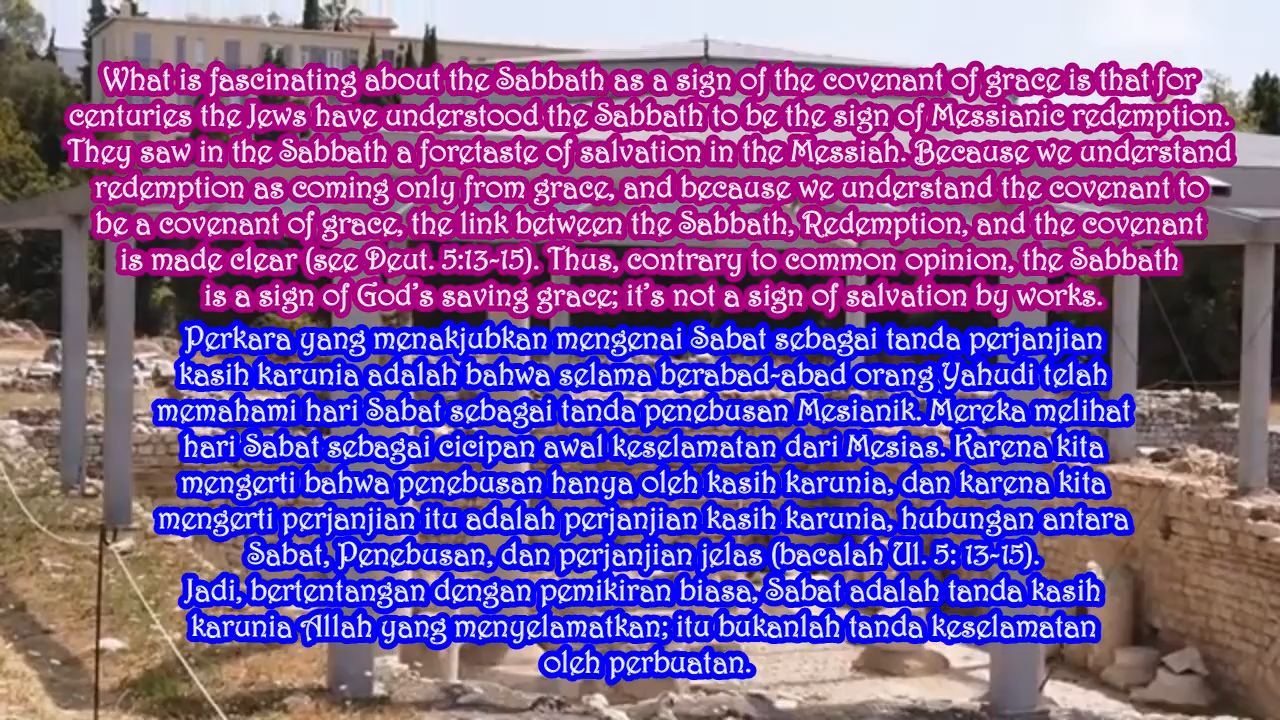 What is fascinating about the Sabbath as a sign of the covenant of grace is that for
centuries the Jews have understood the Sabbath to be the sign of Messianic redemption.
They saw in the Sabbath a foretaste of salvation in the Messiah. Because we understand
redemption as coming only from grace, and because we understand the covenant to
be a covenant of grace, the link between the Sabbath, Redemption, and the covenant
is made clear (see Deut. 5:13-15). Thus, contrary to common opinion, the Sabbath
is a sign of God's saving grace; it's not a sign of salvation by works.
Perkara yang menakjubkan mengenai Sabat sebagai tanda perjanjian
kasih karunia adalah bahwa selama berabad-abad orang Yahudi telah
memahami hari Sabat sebagai tanda penebusan Mesianik. Mereka melihat
hari Sabat sebagai cicipan awal keselamatan dari Mesias. Karena kita
mengerti bahwa penebusan hanya oleh kasih karunia, dan karena kita
mengerti perjanjian itu adalah perjanjian kasih karunia, hubungan antara
Sabat, Penebusan, dan perjanjian jelas (bacalah Ul. 5: 13-15).
Jadi, bertentangan dengan pemikiran biasa, Sabat adalah tanda kasih
karunia Allah yang menyelamatkan; itu bukanlah tanda keselamatan
oleh perbuatan.